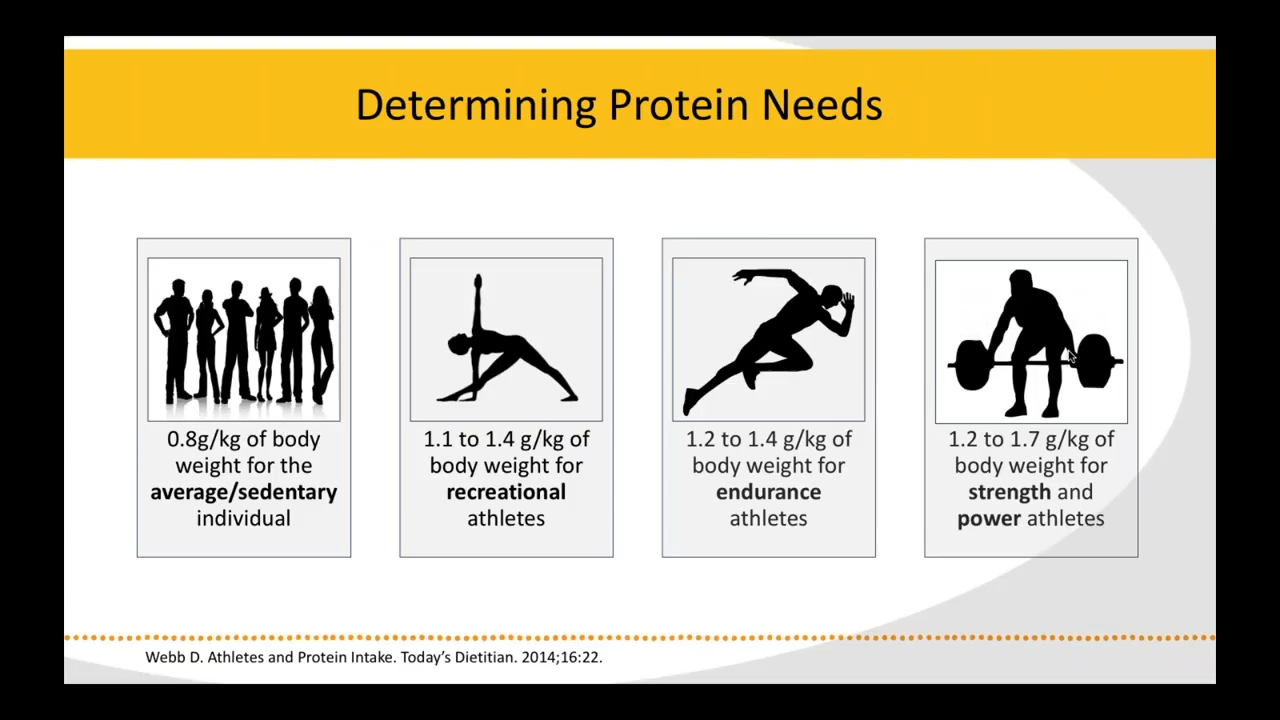 Determining Protein Needs
0.8g/kg of body
weight for the
average/sedentary
individual
1.1 to 1.4 g/kg of
body weight for
recreational
athletes
1.2 to 1.4 g/kg of
body weight for
endurance
athletes
1.2 to 1.7 g/kg of
body weight for
strength and
power athletes
Webb D. Athletes and Protein Intake. Today’s Dietitian. 2014;16:22.